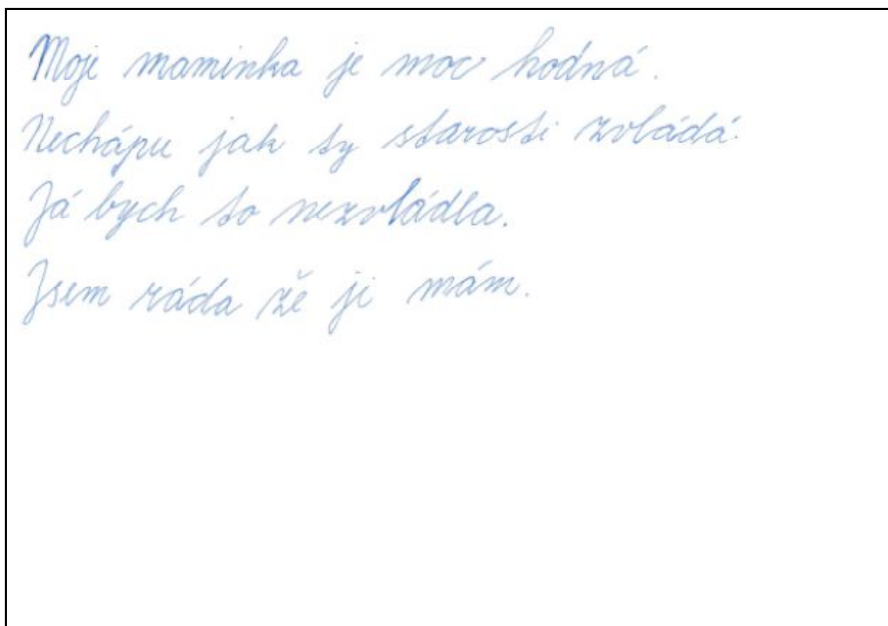 Moje maminka je moc hodná.
Nechápu jak ty starosti zvládá.
Já bych to nezvládla.
Jsem ráda že ji mám.